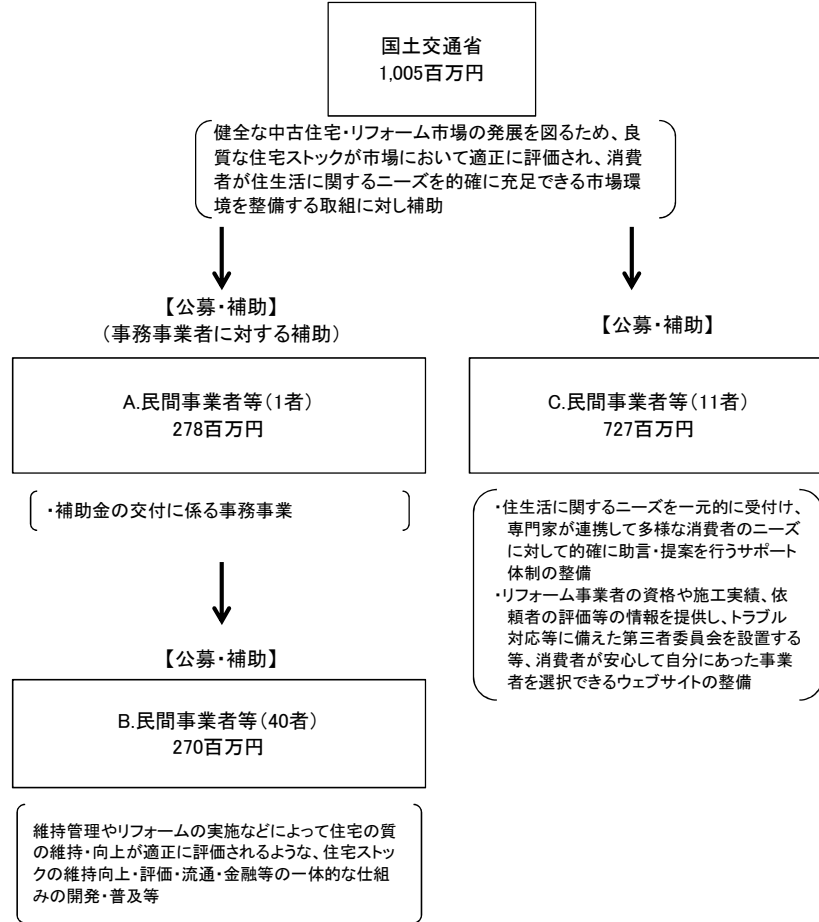 国土交通省
1,005百万円
健全な中古住宅・リフォーム市場の発展を図るため、良
質な住宅ストックが市場において適正に評価され、消費
者が住生活に関するニーズを的確に充足できる市場環
境を整備する取組に対し補助
【公募・補助】
(事務事業者に対する補助)
A.民間事業者等(1者)
278百万円
・補助金の交付に係る事務事業
【公募・補助】
B.民間事業者等(40者)
270百万円
維持管理やリフォームの実施などによって住宅の質
の維持・向上が適正に評価されるような、住宅ストッ
クの維持向上・評価・流通・金融等の一体的な仕組
みの開発・普及等
【公募・補助】
C.民間事業者等(11者)
727百万円
・住生活に関するニーズを一元的に受付け、
専門家が連携して多様な消費者のニーズ
に対して的確に助言・提案を行うサポート
体制の整備
・リフォーム事業者の資格や施工実績、依
頼者の評価等の情報を提供し、トラブル
対応等に備えた第三者委員会を設置する
等、消費者が安心して自分にあった事業
者を選択できるウェブサイトの整備